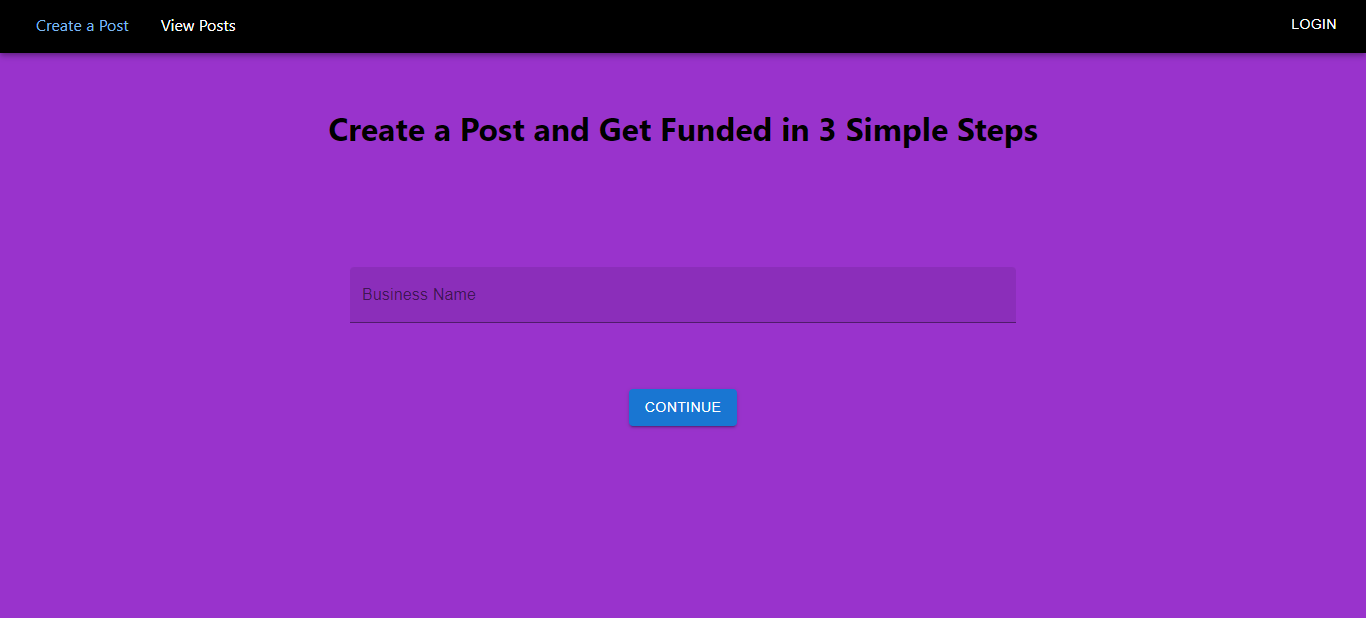 Create a Post View Posts LOGIN
Create a Post and Get Funded in 3 Simple Steps
Business Name
CONTINUE